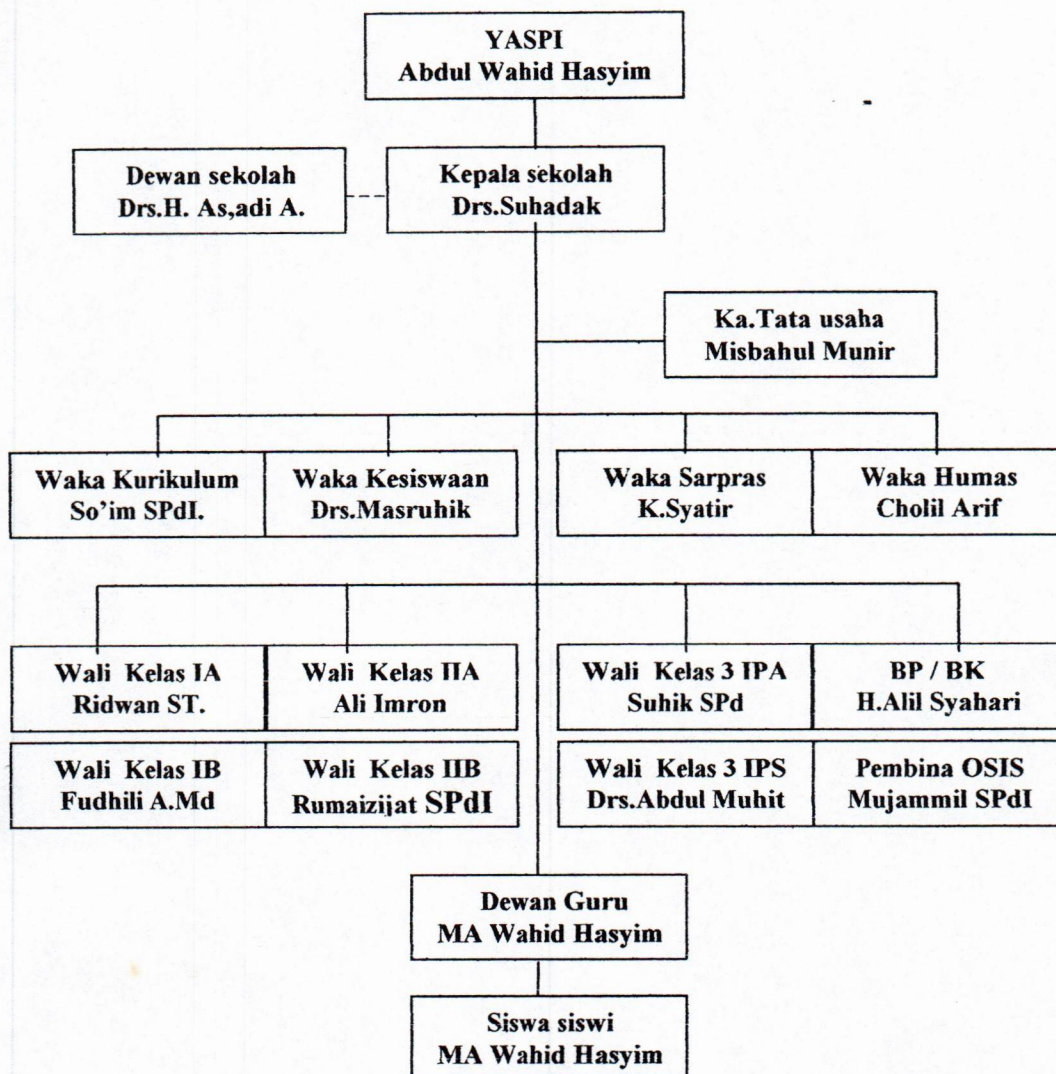 YASPI
Abdul Wahid Hasyim
Dewan sekolah
Drs.H. As,adi A.
Kepala sekolah
Drs.Suhadak
Ka.Tata usaha
Misbahul Munir
Waka Kurikulum
So'im SPdI.
Waka Kesiswaan
Drs.Masruhik
Waka Sarpras
K.Syatir
Waka Humas
Cholil Arif
Wali Kelas IA
Ridwan ST.
Wali Kelas IIA
Ali Imron
Wali Kelas 3 IPA
Suhik SPd
BP / BK
H.Alil Syahari
Wali Kelas IB
Fudhili A.Md
Wali Kelas IIB
Rumaizijat SPdI
Wali Kelas 3 IPS
Drs.Abdul Muhit
Pembina OSIS
Mujammil SPdI
Dewan Guru
MA Wahid Hasyim
Siswa siswi
MA Wahid Hasyim